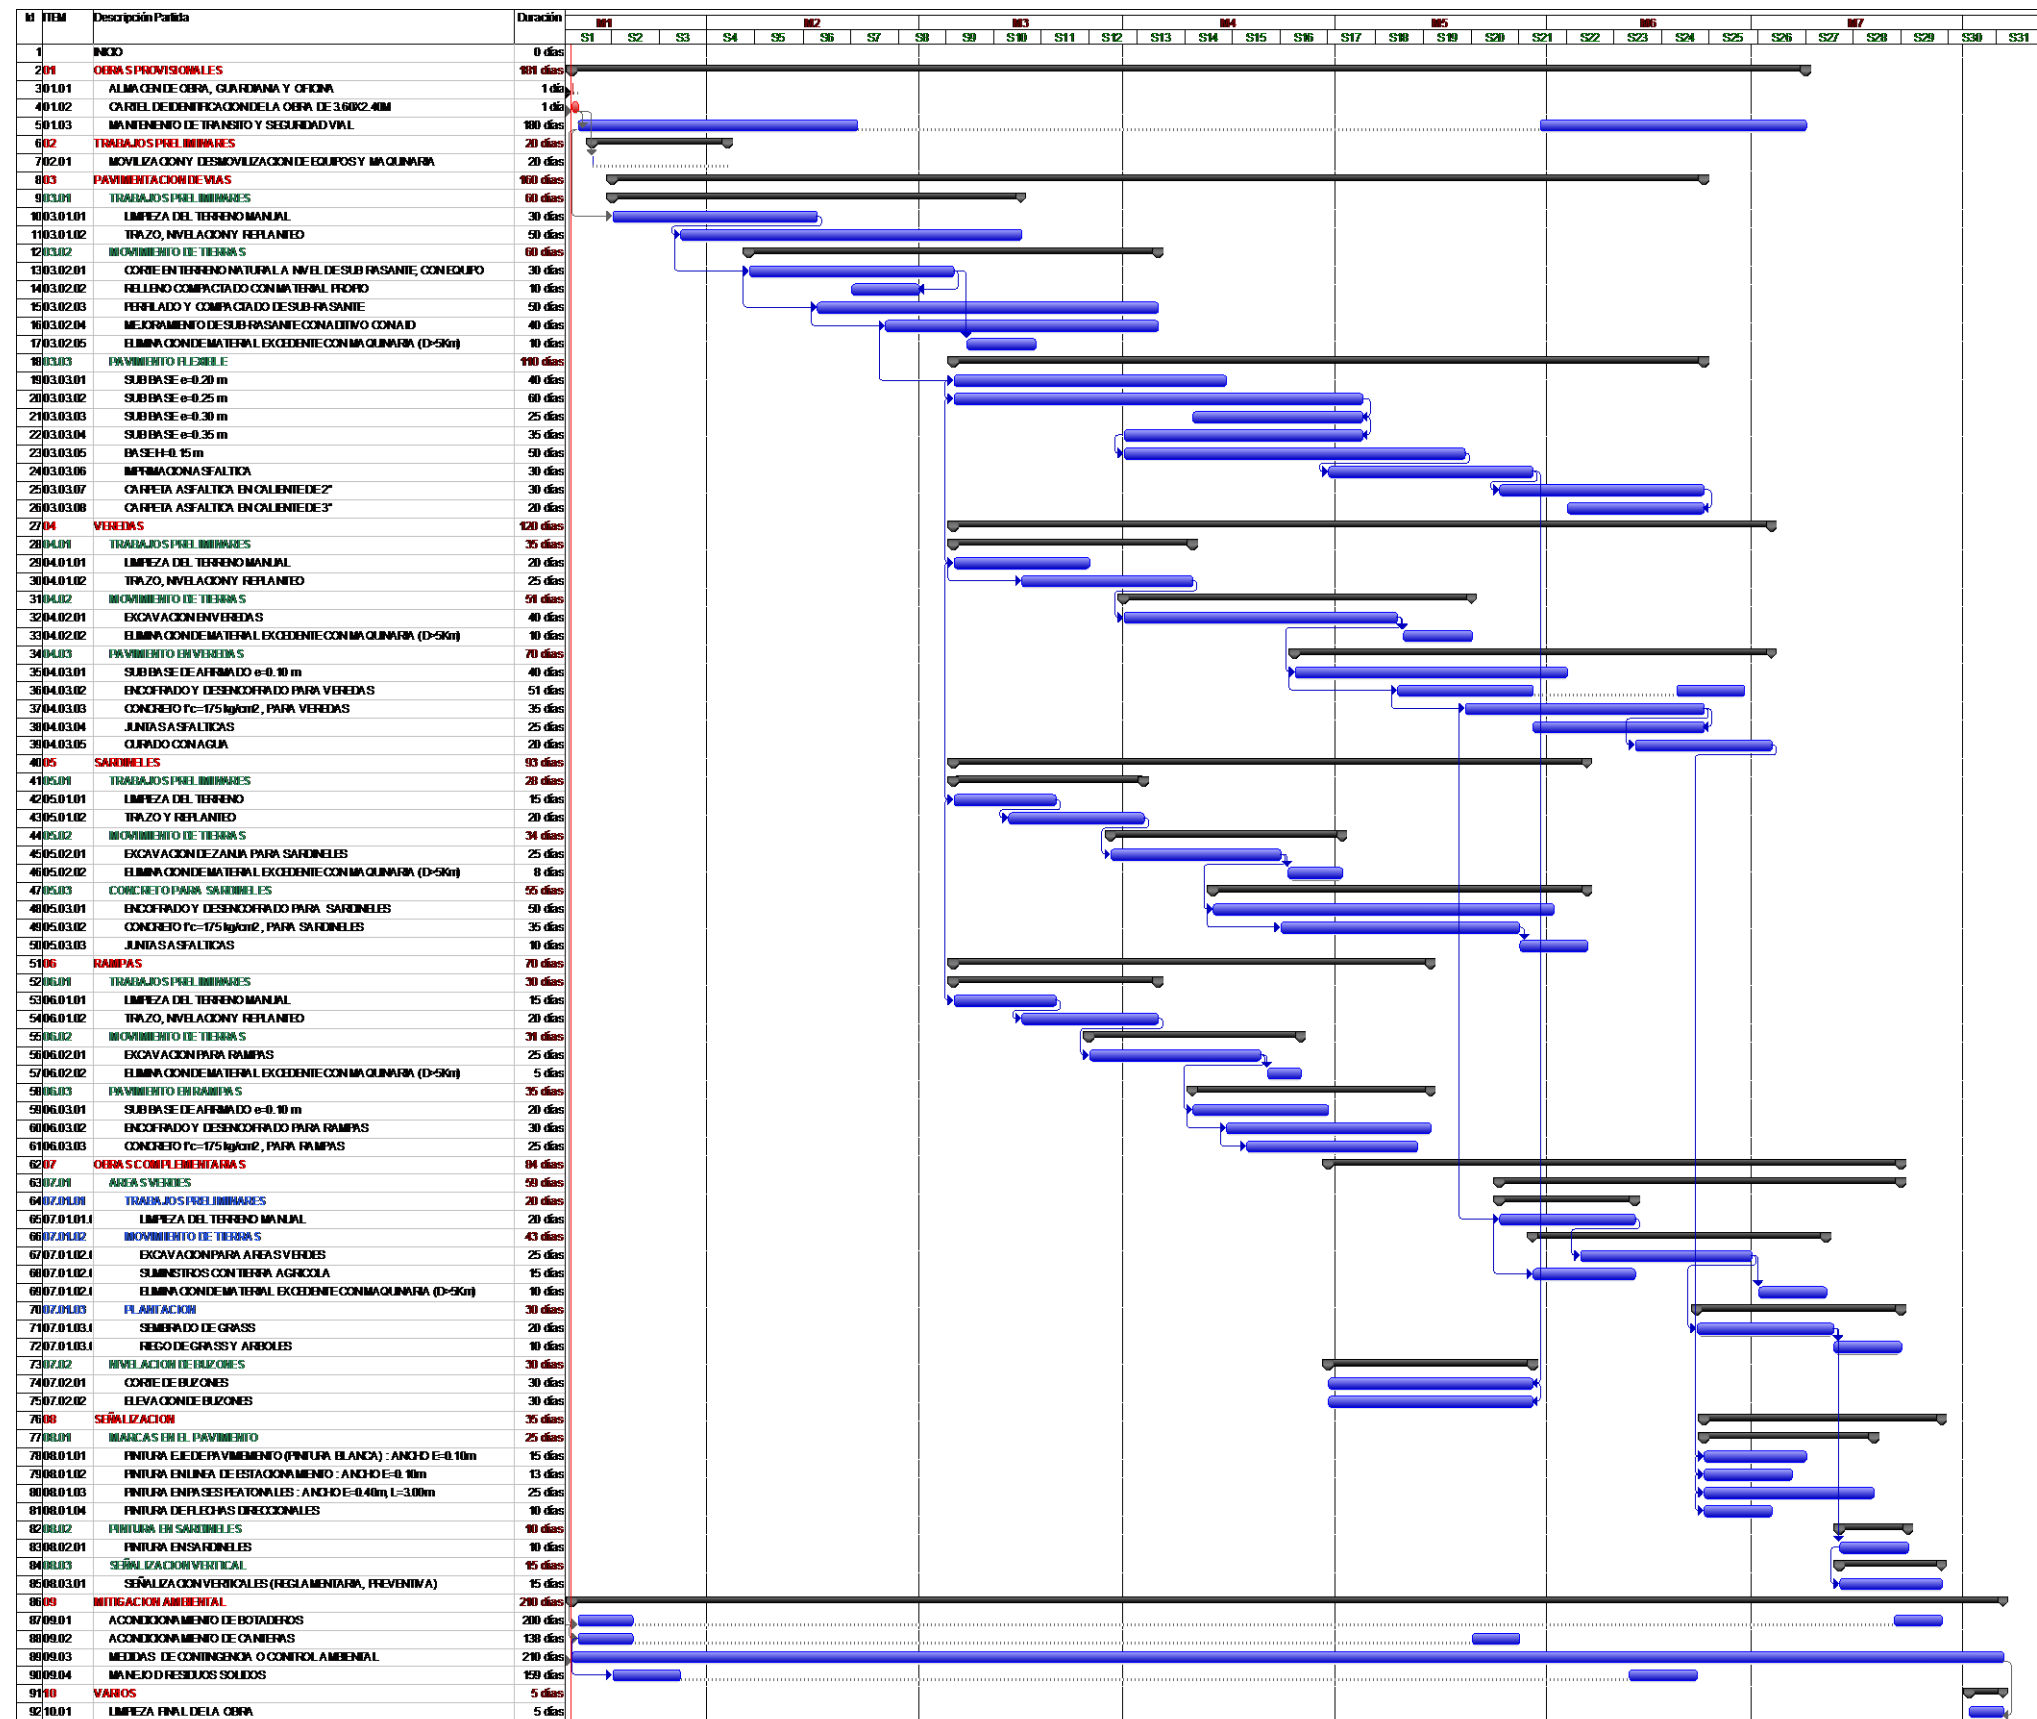 Id ITEM Descripción Partida Duración M1 M2 M3 M4 M5 M6 M7
S1 S2 S3 S4 S5 S6 S7 S8 S9 S10 S11 S12 S13 S14 S15 S16 S17 S18 S19 S20 S21 S22 S23 S24 S25 S26 S27 S28 S29 S30 S31
1 INICIO 0 días
2 01 OBRAS PROVISIONALES 181 días
3 01.01 ALMACEN DE OBRA, GUARDIANIA Y OFICINA 1 día
4 01.02 CARTEL DE IDENTIFICACION DE LA OBRA DE 3.60X2.40M 1 día
5 01.03 MANTENIMIENTO DE TRANSITO Y SEGURIDAD VIAL 180 días
6 02 TRABAJOS PRELIMINARES 20 días
7 02.01 MOVILIZACION Y DESMOVILIZACION DE EQUIPOS Y MAQUINARIA 20 días
8 03 PAVIMENTACION DE VIAS 160 días
9 03.01 TRABAJOS PRELIMINARES 60 días
10 03.01.01 LIMPIEZA DEL TERRENO MANUAL 30 días
11 03.01.02 TRAZO, NIVELACION Y REPLANTEO 50 días
12 03.02 MOVIMIENTO DE TIERRAS 60 días
13 03.02.01 CORTE EN TERRENO NATURAL A NIVEL DE SUB RASANTE, CON EQUIPO 30 días
14 03.02.02 RELLENO COMPACTADO CON MATERIAL PROPIO 10 días
15 03.02.03 PERFILADO Y COMPACTADO DE SUB-RASANTE 50 días
16 03.02.04 MEJORAMIENTO DE SUB-RASANTE CON ADITIVO CONAID 40 días
17 03.02.05 ELIMINACION DE MATERIAL EXCEDENTE CON MAQUINARIA (D>5Km) 10 días
18 03.03 PAVIMENTO FLEXIBLE 110 días
19 03.03.01 SUB BASE e=0.20 m 40 días
20 03.03.02 SUB BASE e=0.25 m 60 días
21 03.03.03 SUB BASE e=0.30 m 25 días
22 03.03.04 SUB BASE e=0.35 m 35 días
23 03.03.05 BASE H=0.15 m 50 días
24 03.03.06 IMPRIMACION ASFALTICA 30 días
25 03.03.07 CARPETA ASFALTICA EN CALIENTE DE 2" 30 días
26 03.03.08 CARPETA ASFALTICA EN CALIENTE DE 3" 20 días
27 04 VEREDAS 120 días
28 04.01 TRABAJOS PRELIMINARES 35 días
29 04.01.01 LIMPIEZA DEL TERRENO MANUAL 20 días
30 04.01.02 TRAZO, NIVELACION Y REPLANTEO 25 días
31 04.02 MOVIMIENTO DE TIERRAS 51 días
32 04.02.01 EXCAVACION EN VEREDAS 40 días
33 04.02.02 ELIMINACION DE MATERIAL EXCEDENTE CON MAQUINARIA (D>5Km) 10 días
34 04.03 PAVIMENTO EN VEREDAS 70 días
35 04.03.01 SUB BASE DE AFIRMADO e=0.10 m 40 días
36 04.03.02 ENCOFRADO Y DESENCOFRADO PARA VEREDAS 51 días
37 04.03.03 CONCRETO f'c=175 kg/cm2, PARA VEREDAS 35 días
38 04.03.04 JUNTAS ASFALTICAS 25 días
39 04.03.05 CURADO CON AGUA 20 días
40 05 SARDINELES 93 días
41 05.01 TRABAJOS PRELIMINARES 28 días
42 05.01.01 LIMPIEZA DEL TERRENO 15 días
43 05.01.02 TRAZO Y REPLANTEO 20 días
44 05.02 MOVIMIENTO DE TIERRAS 34 días
45 05.02.01 EXCAVACION DE ZANJA PARA SARDINELES 25 días
46 05.02.02 ELIMINACION DE MATERIAL EXCEDENTE CON MAQUINARIA (D>5Km) 8 días
47 05.03 CONCRETO PARA SARDINELES 55 días
48 05.03.01 ENCOFRADO Y DESENCOFRADO PARA SARDINELES 50 días
49 05.03.02 CONCRETO f'c=175 kg/cm2, PARA SARDINELES 35 días
50 05.03.03 JUNTAS ASFALTICAS 10 días
51 06 RAMPAS 70 días
52 06.01 TRABAJOS PRELIMINARES 30 días
53 06.01.01 LIMPIEZA DEL TERRENO MANUAL 15 días
54 06.01.02 TRAZO, NIVELACION Y REPLANTEO 20 días
55 06.02 MOVIMIENTO DE TIERRAS 31 días
56 06.02.01 EXCAVACION PARA RAMPAS 25 días
57 06.02.02 ELIMINACION DE MATERIAL EXCEDENTE CON MAQUINARIA (D>5Km) 5 días
58 06.03 PAVIMENTO EN RAMPAS 35 días
59 06.03.01 SUB BASE DE AFIRMADO e=0.10 m 20 días
60 06.03.02 ENCOFRADO Y DESENCOFRADO PARA RAMPAS 30 días
61 06.03.03 CONCRETO f'c=175 kg/cm2, PARA RAMPAS 25 días
62 07 OBRAS COMPLEMENTARIAS 84 días
63 07.01 AREAS VERDES 59 días
64 07.01.01 TRABAJOS PRELIMINARES 20 días
65 07.01.01.0 LIMPIEZA DEL TERRENO MANUAL 20 días
66 07.01.02 MOVIMIENTO DE TIERRAS 43 días
67 07.01.02.0 EXCAVACION PARA AREAS VERDES 25 días
68 07.01.02.0 SUMINISTROS CON TIERRA AGRICOLA 15 días
69 07.01.02.0 ELIMINACION DE MATERIAL EXCEDENTE CON MAQUINARIA (D>5Km) 10 días
70 07.01.03 PLANTACION 30 días
71 07.01.03.0 SEMBRADO DE GRASS 20 días
72 07.01.03.0 RIEGO DE GRASS Y ARBOLES 10 días
73 07.02 NIVELACION DE BUZONES 30 días
74 07.02.01 CORTE DE BUZONES 30 días
75 07.02.02 ELEVACION DE BUZONES 30 días
76 08 SEÑALIZACION 35 días
77 08.01 MARCAS EN EL PAVIMENTO 25 días
78 08.01.01 PINTURA EJE DE PAVIMEMIENTO (PINTURA BLANCA) : ANCHO E=0.10m 15 días
79 08.01.02 PINTURA EN LINEA DE ESTACIONAMIENTO : ANCHO E=0.10m 13 días
80 08.01.03 PINTURA EN PASES PEATONALES : ANCHO E=0.40m, L=3.00m 25 días
81 08.01.04 PINTURA DE FLECHAS DIRECCIONALES 10 días
82 08.02 PINTURA EN SARDINELES 10 días
83 08.02.01 PINTURA EN SARDINELES 10 días
84 08.03 SEÑALIZACION VERTICAL 15 días
85 08.03.01 SEÑALIZACION VERTICALES (REGLAMENTARIA, PREVENTIVA) 15 días
86 09 MITIGACION AMBIENTAL 210 días
87 09.01 ACONDICIONAMIENTO DE BOTADEROS 200 días
88 09.02 ACONDICIONAMIENTO DE CANTERAS 138 días
89 09.03 MEDIDAS DE CONTINGENCIA O CONTROL AMBIENTAL 210 días
90 09.04 MANEJO D RESIDUOS SOLIDOS 159 días
91 10 VARIOS 5 días
92 10.01 LIMPIEZA FINAL DE LA OBRA 5 días